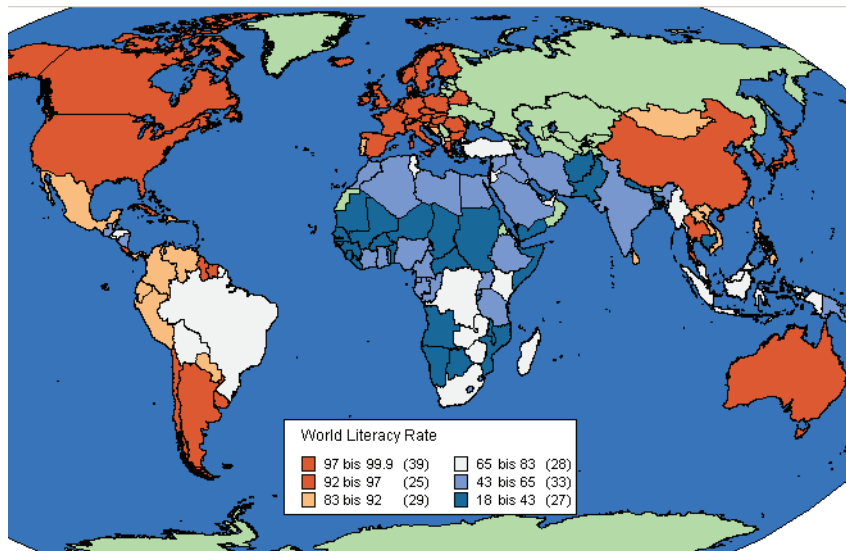 World Literacy Rate
97 bis 99.9 (39)
92 bis 97 (25)
83 bis 92 (29)
65 bis 83 (28)
43 bis 65 (33)
18 bis 43 (27)